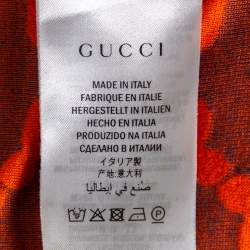 GUCCI
MADE IN ITALY
FABRIQUE EN ITALIE
HERGESTELLT IN ITALIEN
HECHO EN ITALIA
PRODUZIDO NA ITALIA
СДЕЛАНО В ИТАЛИИ
イタリア製
产地:意大利
صنع في إيطاليا